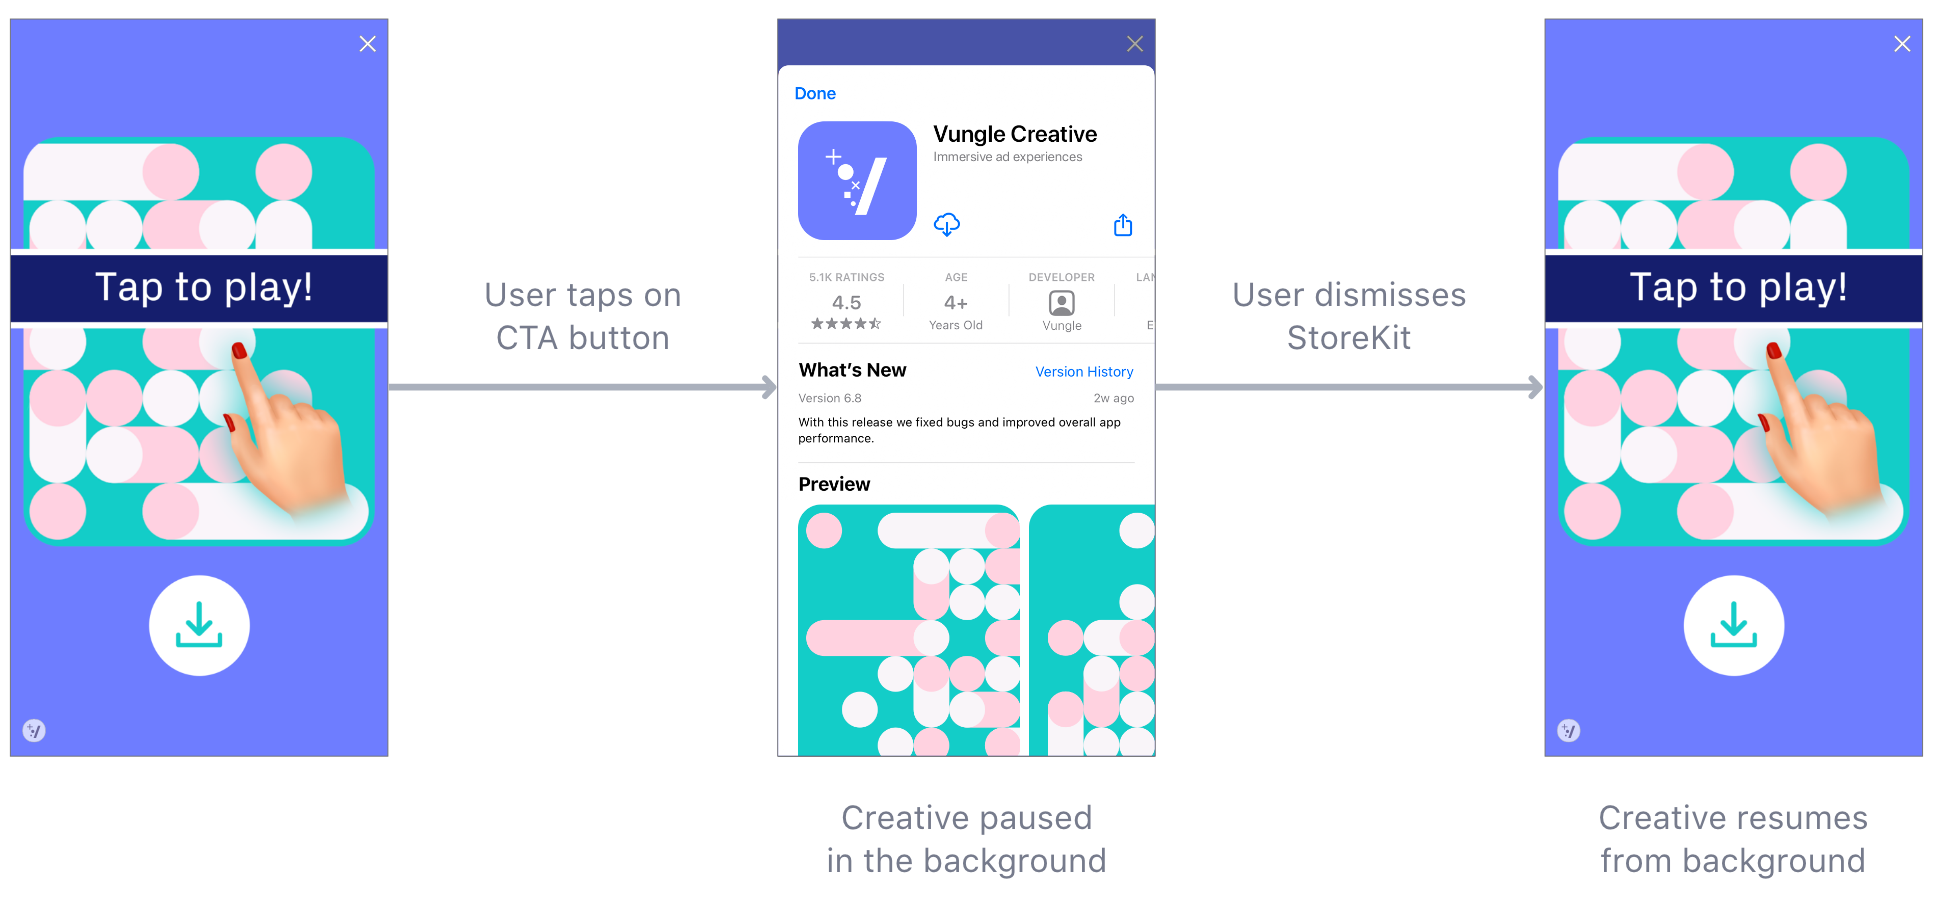 Tap to play!
User taps on
CTA button
Done
Vungle Creative
Immersive ad experiences
5.1K RATINGS
4.5
AGE
4+
Years Old
DEVELOPER
Vungle
LAN
E
What's New
Version History
Version 6.8
2w ago
With this release we fixed bugs and improved overall app
performance.
Preview
Creative paused
in the background
User dismisses
StoreKit
Tap to play!
Creative resumes
from background